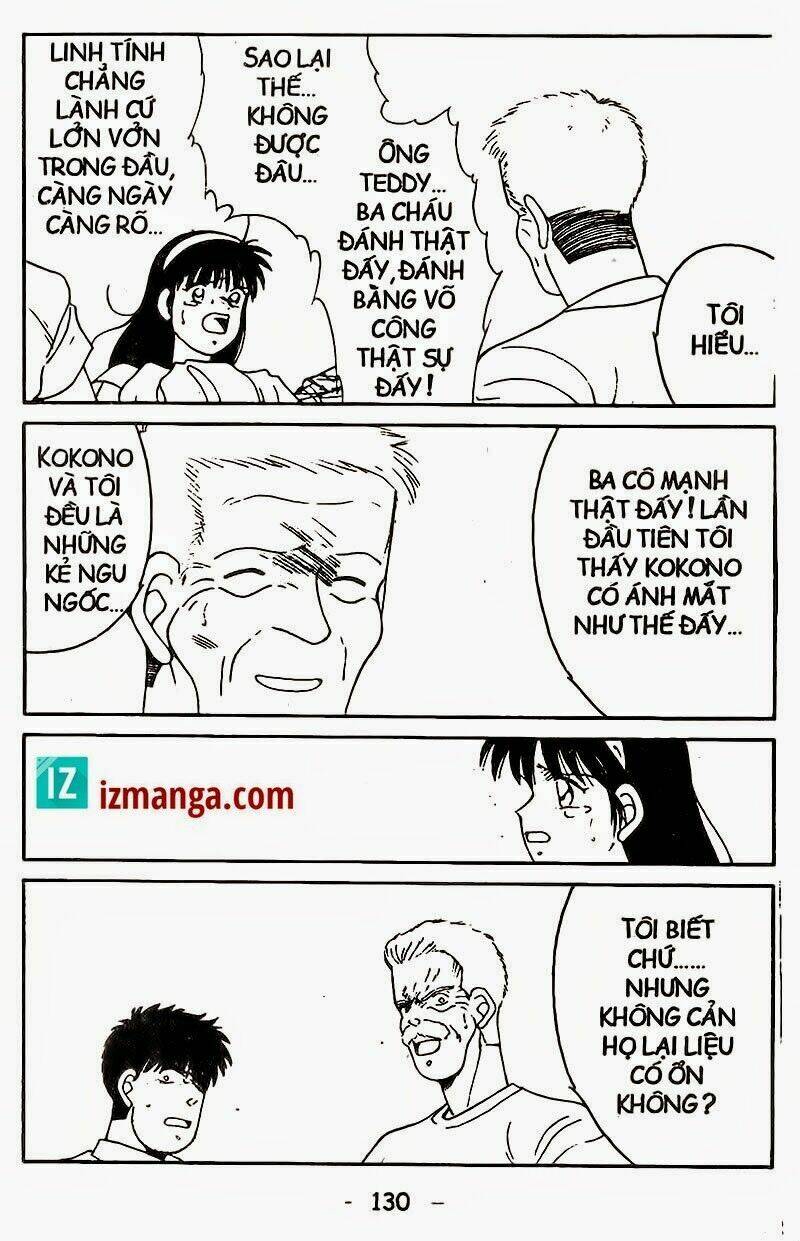 LINH TÍNH
CHẲNG
LÀNH CỨ
LỞN VỞN
TRONG ĐẦU,
CÀNG NGÀY
CÀNG RÕ...
SAO LẠI
THẾ...
KHÔNG
ĐƯỢC
ĐÂU...
ÔNG
TEDDY...
BA CHÁU
ĐÁNH THẬT
ĐẤY, ĐÁNH
BẰNG VÕ
CÔNG
THẬT SỰ
ĐẤY!
TÔI
HIỂU...
KOKONO
VÀ TÔI
ĐỀU LÀ
NHỮNG
KẺ NGU
NGỐC...
BA CÔ MẠNH
THẬT ĐẤY! LẦN
ĐẦU TIÊN TÔI
THẤY KOKONO
CÓ ÁNH MẮT
NHƯ THẾ ĐẤY...
IZ izmanga.com
TÔI BIẾT
CHỨ......
NHƯNG
KHÔNG CẢN
HỌ LẠI LIỆU
CÓ ỔN
KHÔNG?
- 130 -